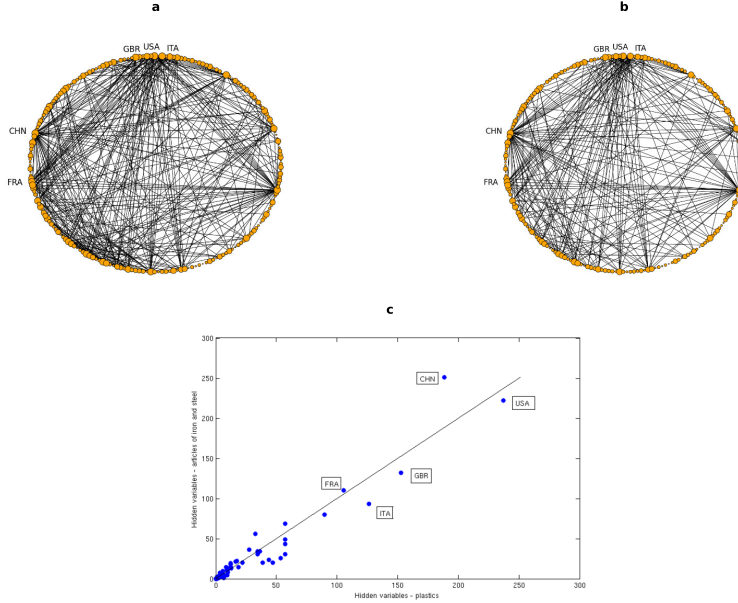 a
b
GBR USA ITA
GBR USA ITA
CHN
CHN
FRA
FRA
c
300
250
200
150
100
50
0
Hidden variables - articles of iron and steel
CHN
USA
GBR
FRA
ITA
0 50 100 150 200 250 300
Hidden variables - plastics